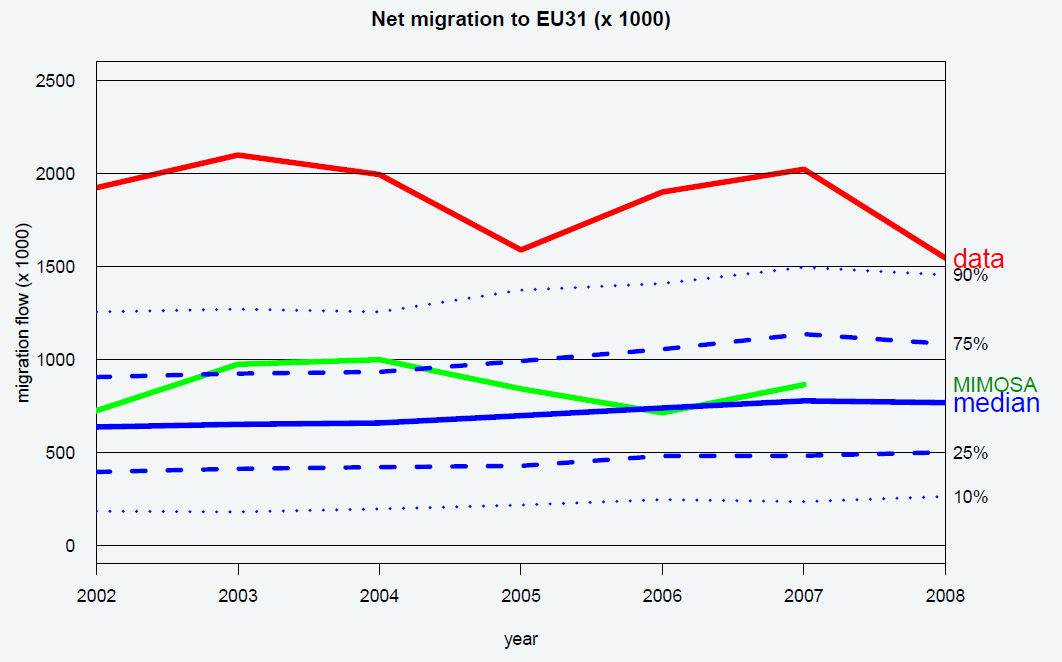 Net migration to EU31 (x 1000)
migration flow (x 1000)
2500
2000
1500
1000
500
0
data
90%
75%
MIMOSA
median
25%
10%
2002 2003 2004 2005 2006 2007 2008
year